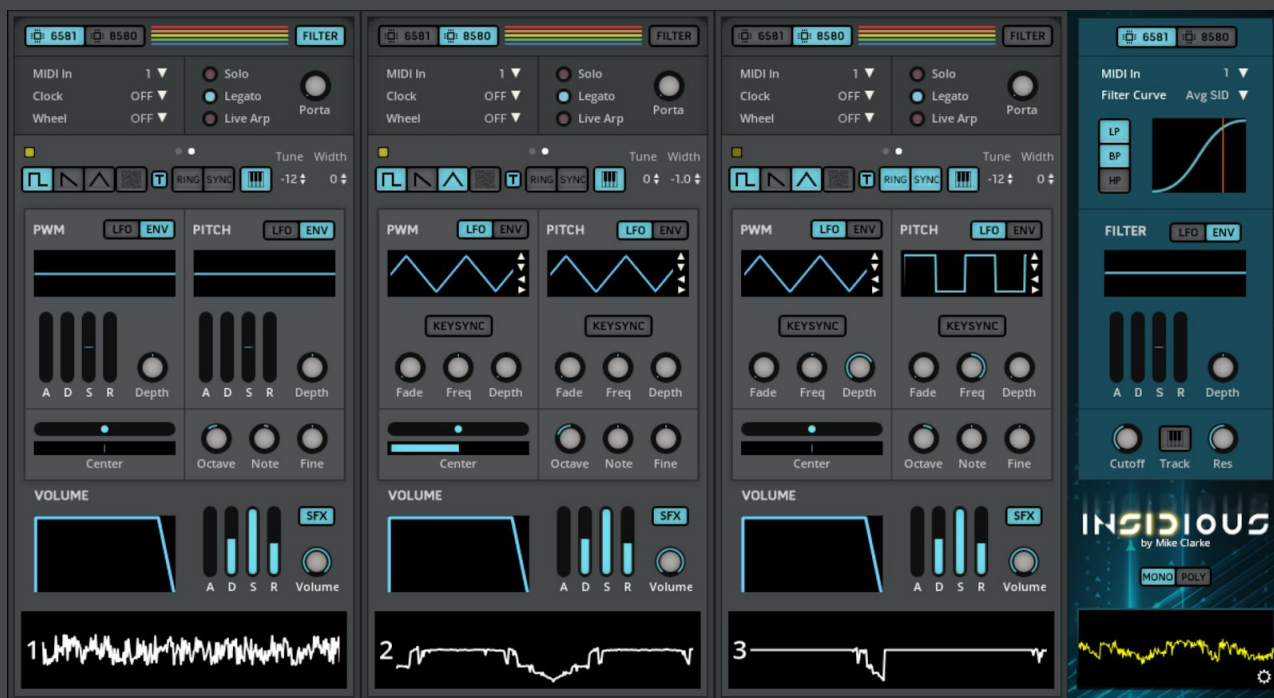 6581 8580 FILTER
MIDI In 1
Clock OFF
Wheel OFF
Solo
Legato
Live Arp
Porta
Tune Width
T RING SYNC -12 0
PWM LFO ENV
PITCH LFO ENV
A D S R Depth
A D S R Depth
Center
Octave Note Fine
VOLUME
SFX
A D S R Volume
1
6581 8580 FILTER
MIDI In 1
Clock OFF
Wheel OFF
Solo
Legato
Live Arp
Porta
Tune Width
T RING SYNC 0 -1.0
PWM LFO ENV
PITCH LFO ENV
KEYSYNC
KEYSYNC
Fade Freq Depth
Fade Freq Depth
Center
Octave Note Fine
VOLUME
SFX
A D S R Volume
2
6581 8580 FILTER
MIDI In 1
Clock OFF
Wheel OFF
Solo
Legato
Live Arp
Porta
Tune Width
T RING SYNC -12 0
PWM LFO ENV
PITCH LFO ENV
KEYSYNC
KEYSYNC
Fade Freq Depth
Fade Freq Depth
Center
Octave Note Fine
VOLUME
SFX
A D S R Volume
3
6581 8580
MIDI In 1
Filter Curve Avg SID
LP
BP
HP
FILTER LFO ENV
A D S R Depth
Cutoff Track Res
INSIDIOUS
by Mike Clarke
MONO POLY